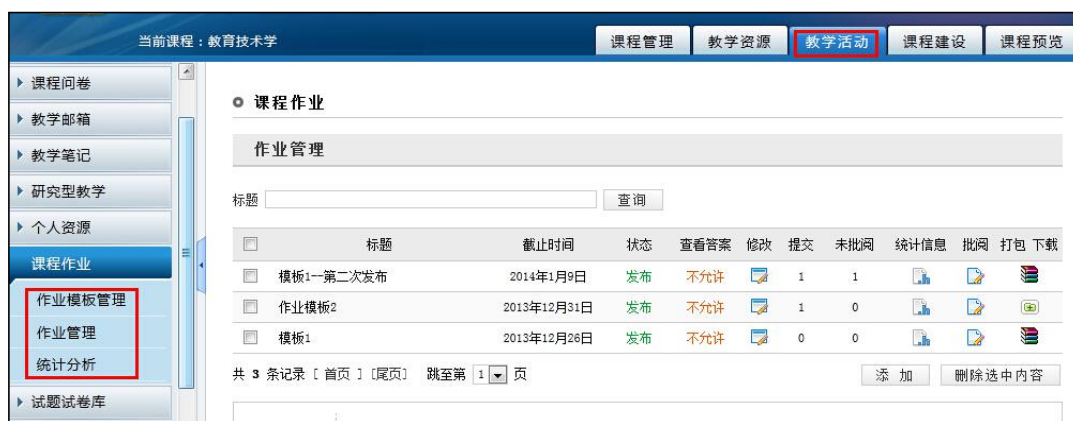 当前课程：教育技术学
课程管理 教学资源 教学活动 课程建设 课程预览
课程问卷
教学邮箱
教学笔记
研究型教学
个人资源
课程作业
作业模板管理
作业管理
统计分析
试题试卷库
课程作业
作业管理
标题 查询
标题 截止时间 状态 查看答案 修改 提交 未批阅 统计信息 批阅 打包 下载
模板1--第二次发布 2014年1月9日 发布 不允许 1 1
作业模板2 2013年12月31日 发布 不允许 1 0
模板1 2013年12月26日 发布 不允许 0 0
共 3 条记录 [ 首页 ] [尾页] 跳至第 1 页 添 加 删除选中内容